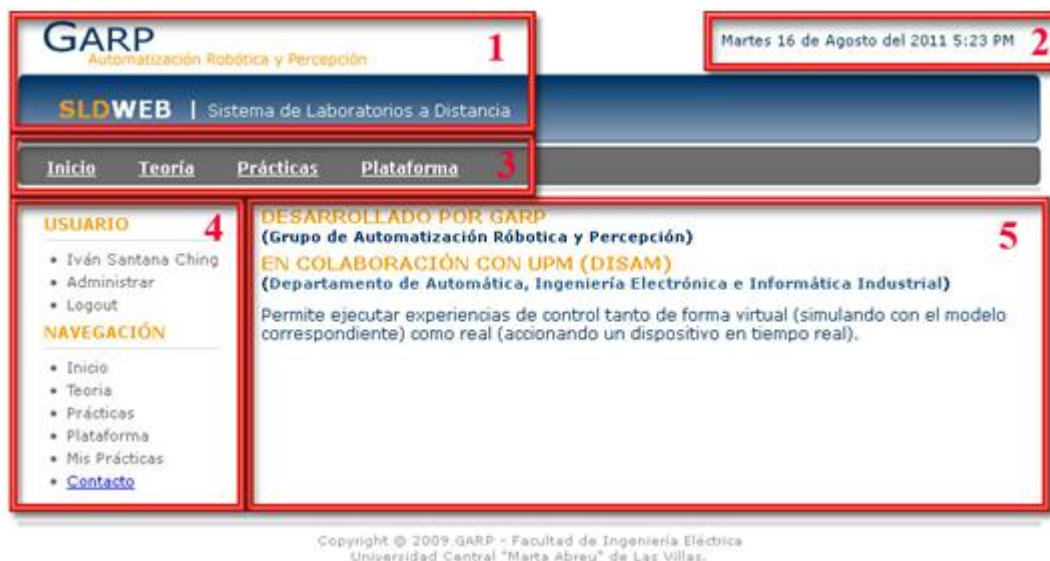 GARP
Automatización Robótica y Percepción
1
Martes 16 de Agosto del 2011 5:23 PM
2
SLDWEB | Sistema de Laboratorios a Distancia
Inicio Teoría Prácticas Plataforma
3
USUARIO
4
• Iván Santana Ching
• Administrar
• Logout
NAVEGACIÓN
• Inicio
• Teoria
• Prácticas
• Plataforma
• Mis Prácticas
• Contacto
DESARROLLADO POR GARP
5
(Grupo de Automatización Róbotica y Percepción)
EN COLABORACIÓN CON UPM (DISAM)
(Departamento de Automática, Ingeniería Electrónica e Informática Industrial)
Permite ejecutar experiencias de control tanto de forma virtual (simulando con el modelo
correspondiente) como real (accionando un dispositivo en tiempo real).
Copyright © 2009 GARP - Facultad de Ingeniería Eléctrica
Universidad Central "Marta Abreu" de Las Villas.